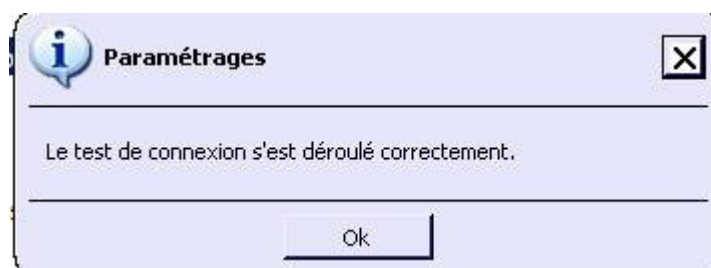 Paramétrages
Le test de connexion s'est déroulé correctement.
Ok